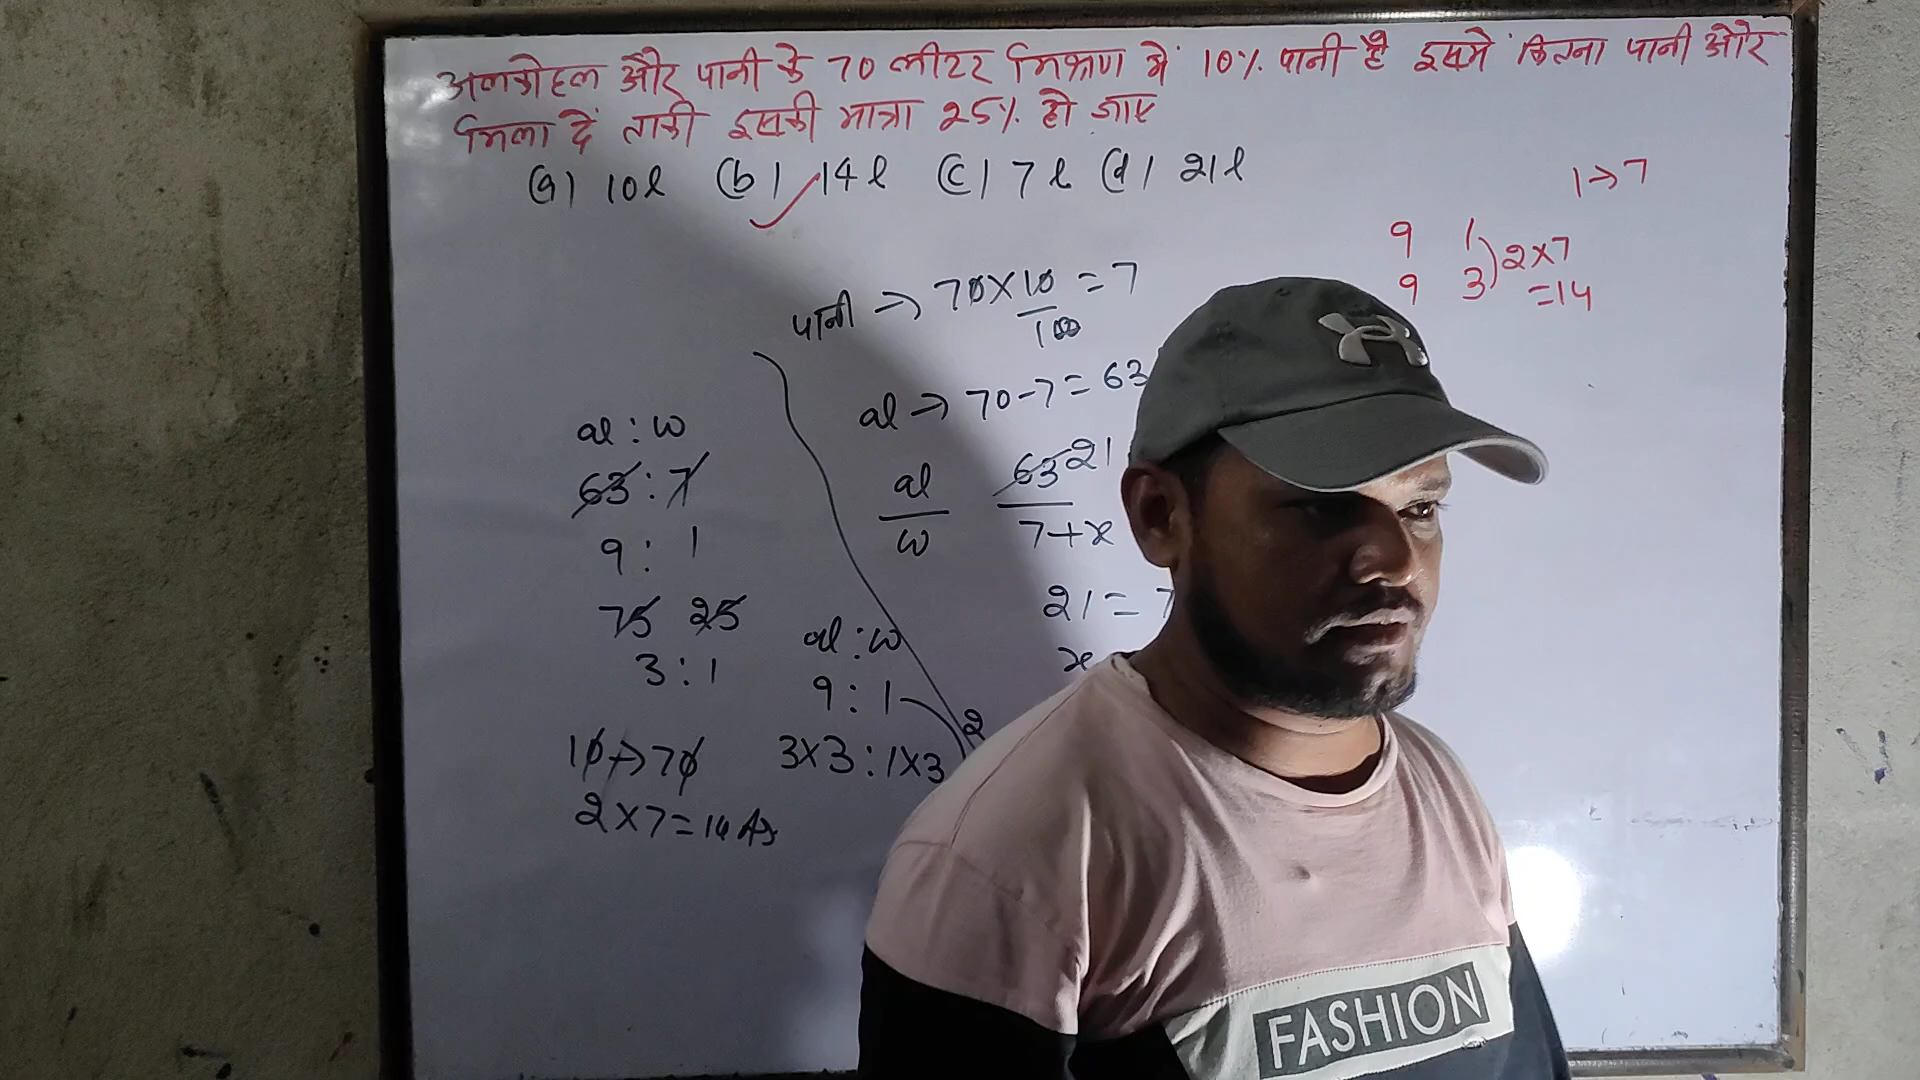 अलकोहल और पानी के 70 लीटर मिश्रण में 10% पानी है इसमें कितना पानी और
मिला दें ताकी इसकी मात्रा 25% हो जाए
(a) 10l (b) 14l (c) 7l (d) 21l
1→7
9 1
9 3) 2×7
=14
पानी → 70×10/100 = 7
al → 70-7=63
al/w 63/7+x 21
21=7
x
al : w
63 : 7
9 : 1
75 25
3 : 1
10→70
2×7=14 As
al : w
9 : 1
3×3 : 1×3
2
FASHION